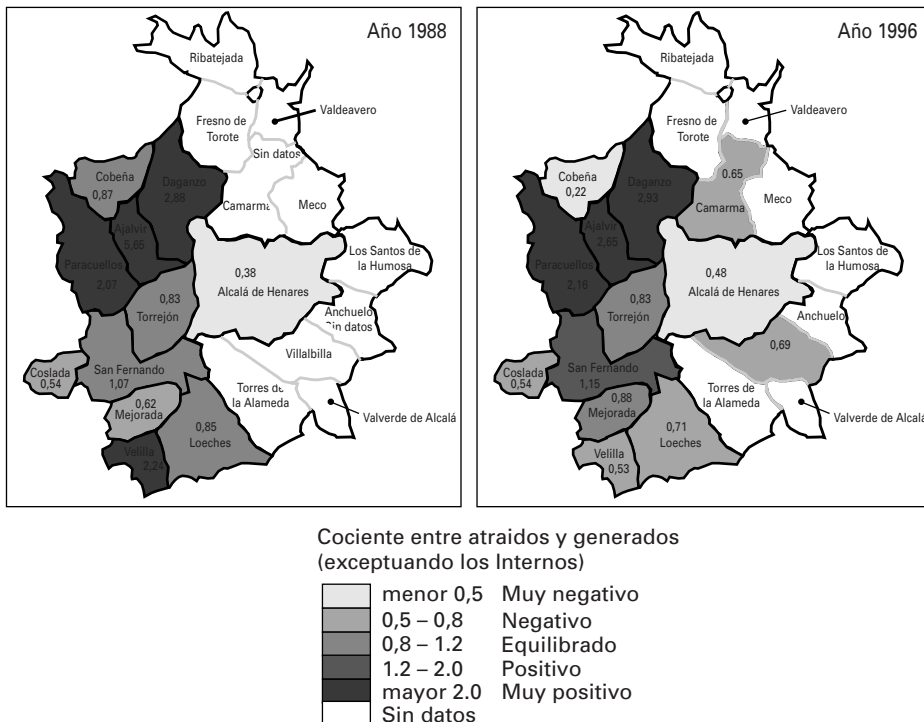 Año 1988
Ribatejada
Valdeavero
Fresno de
Torote
Sin datos
Cobeña
0,87
Daganzo
2,88
Camarma
Meco
Ajalvir
5,65
Paracuellos
2,07
Los Santos de
la Humosa
0,38
Alcalá de Henares
0,83
Torrejón
Anchuelo
Sin datos
Villalbilla
Coslada
0,54
San Fernando
1,07
Torres de
la Alameda
Valverde de Alcalá
0,62
Mejorada
0,85
Loeches
Velilla
2,24
Año 1996
Ribatejada
Valdeavero
Fresno de
Torote
Cobeña
0,22
Daganzo
2,93
0.65
Camarma
Meco
Ajalvir
2,65
Paracuellos
2,16
Los Santos de
la Humosa
0,48
Alcalá de Henares
0,83
Torrejón
Anchuelo
0,69
Coslada
0,54
San Fernando
1,15
Torres de
la Alameda
Valverde de Alcalá
0,88
Mejorada
0,71
Loeches
Velilla
0,53
Cociente entre atraidos y generados
(exceptuando los Internos)
menor 0,5 Muy negativo
0,5 – 0,8 Negativo
0,8 – 1.2 Equilibrado
1.2 – 2.0 Positivo
mayor 2.0 Muy positivo
Sin datos